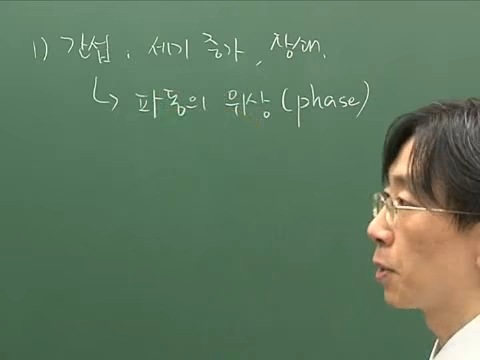 1) 간섭 : 세기 증가, 상쇄.
↳ 파동의 위상 (phase)